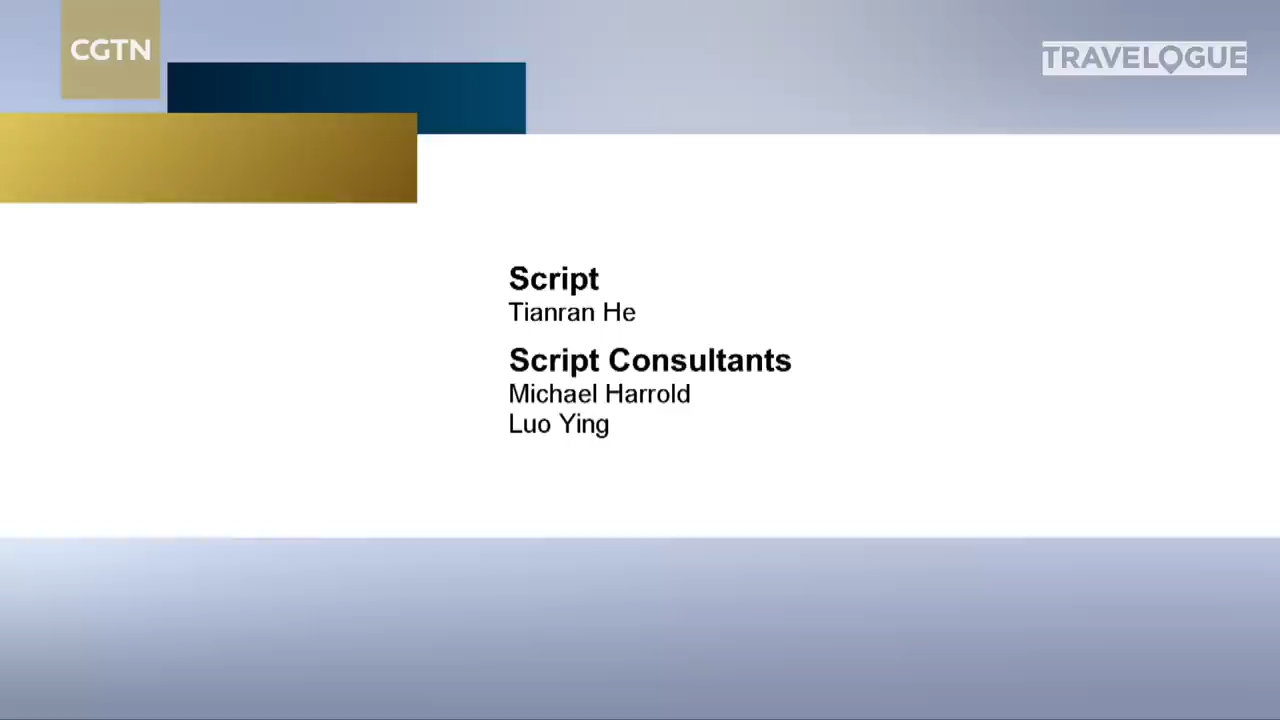 CGTN
TRAVELOGUE
Script
Tianran He
Script Consultants
Michael Harrold
Luo Ying